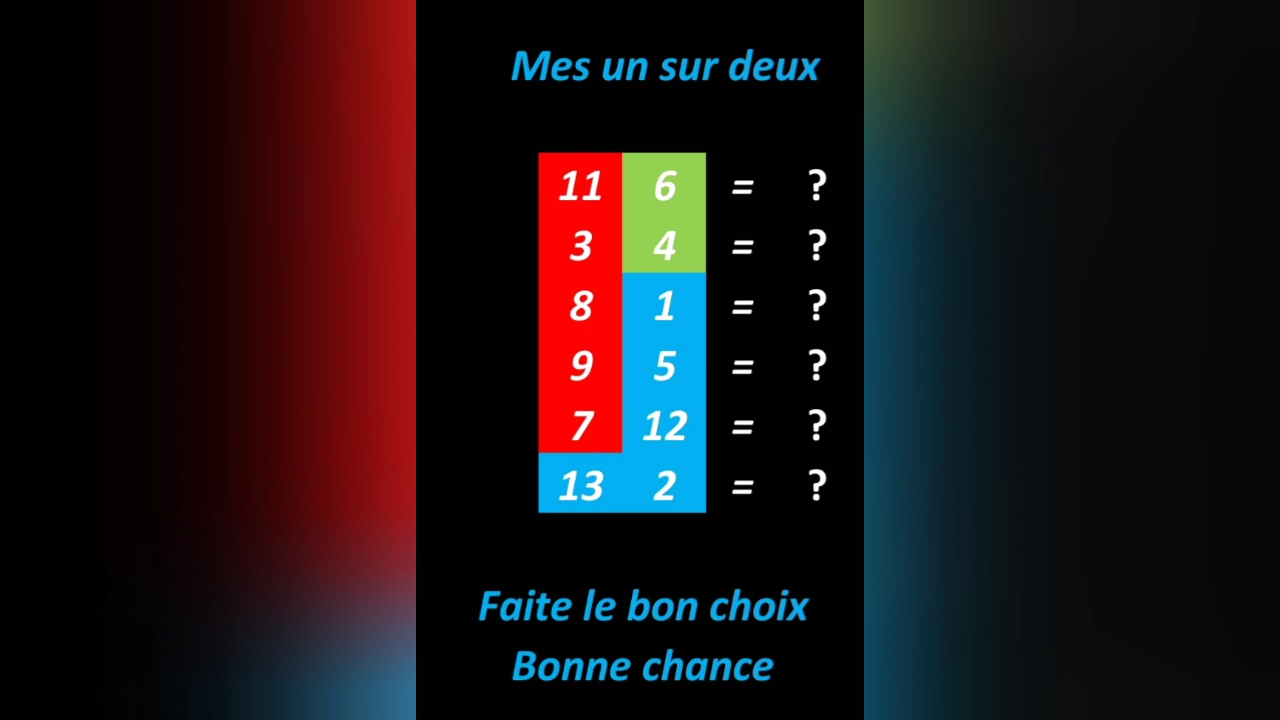 Mes un sur deux
11 6 = ?
3 4 = ?
8 1 = ?
9 5 = ?
7 12 = ?
13 2 = ?
Faite le bon choix
Bonne chance